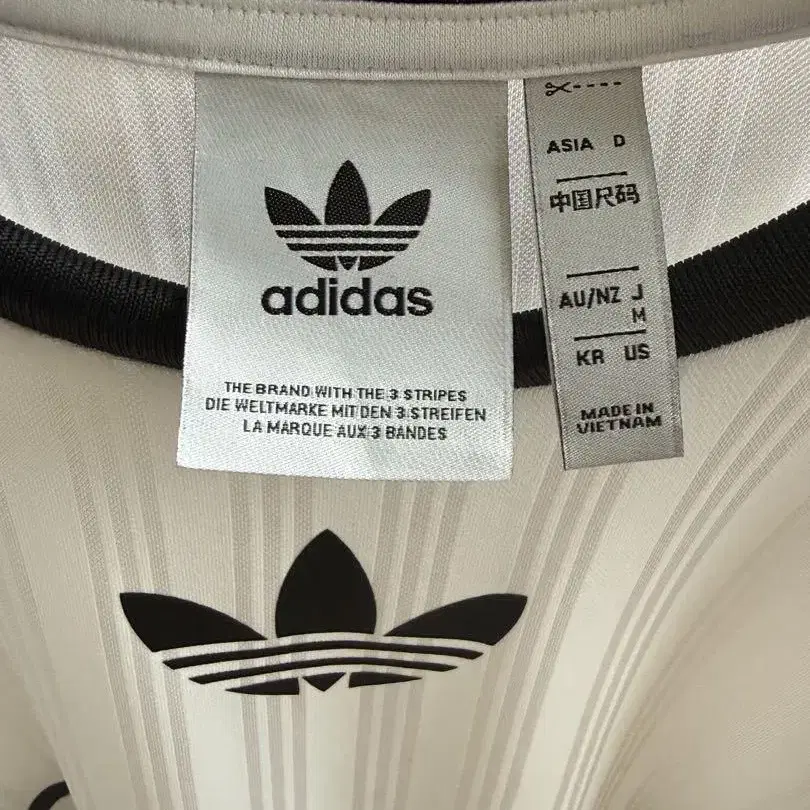 adidas
THE BRAND WITH THE 3 STRIPES
DIE WELTMARKE MIT DEN 3 STREIFEN
LA MARQUE AUX 3 BANDES
ASIA D
中国尺码
AU/NZ J
M
KR US
MADE IN
VIETNAM